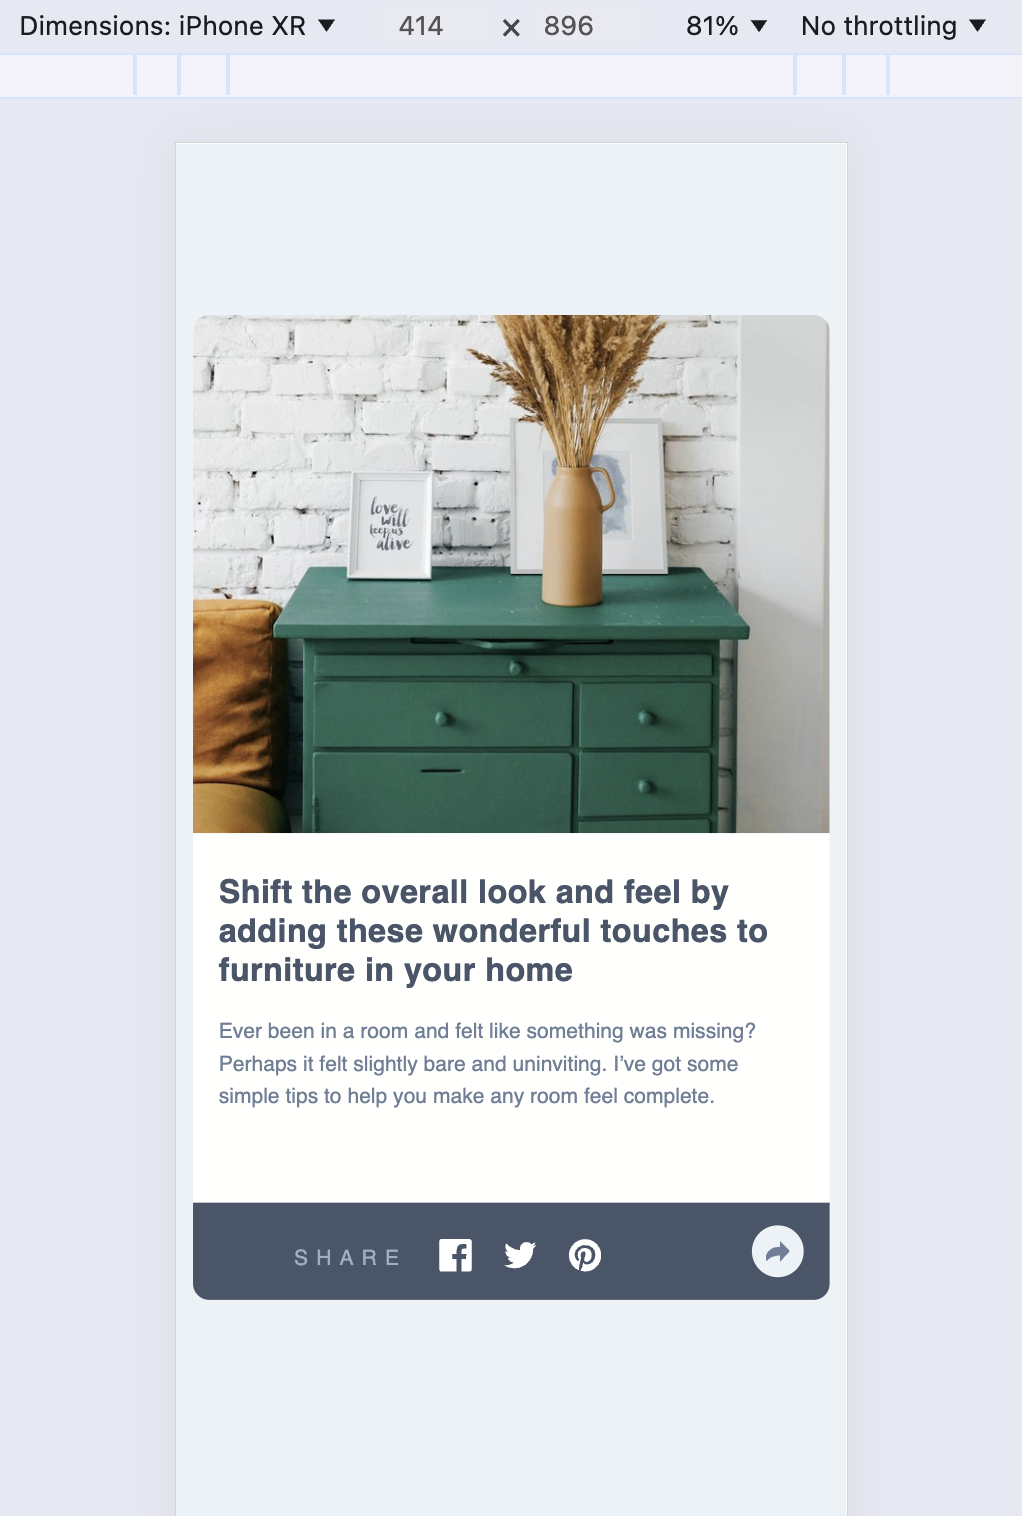 Dimensions: iPhone XR ▼ 414 × 896 81% ▼ No throttling ▼
love
will
keep us
alive
Shift the overall look and feel by
adding these wonderful touches to
furniture in your home
Ever been in a room and felt like something was missing?
Perhaps it felt slightly bare and uninviting. I’ve got some
simple tips to help you make any room feel complete.
SHARE